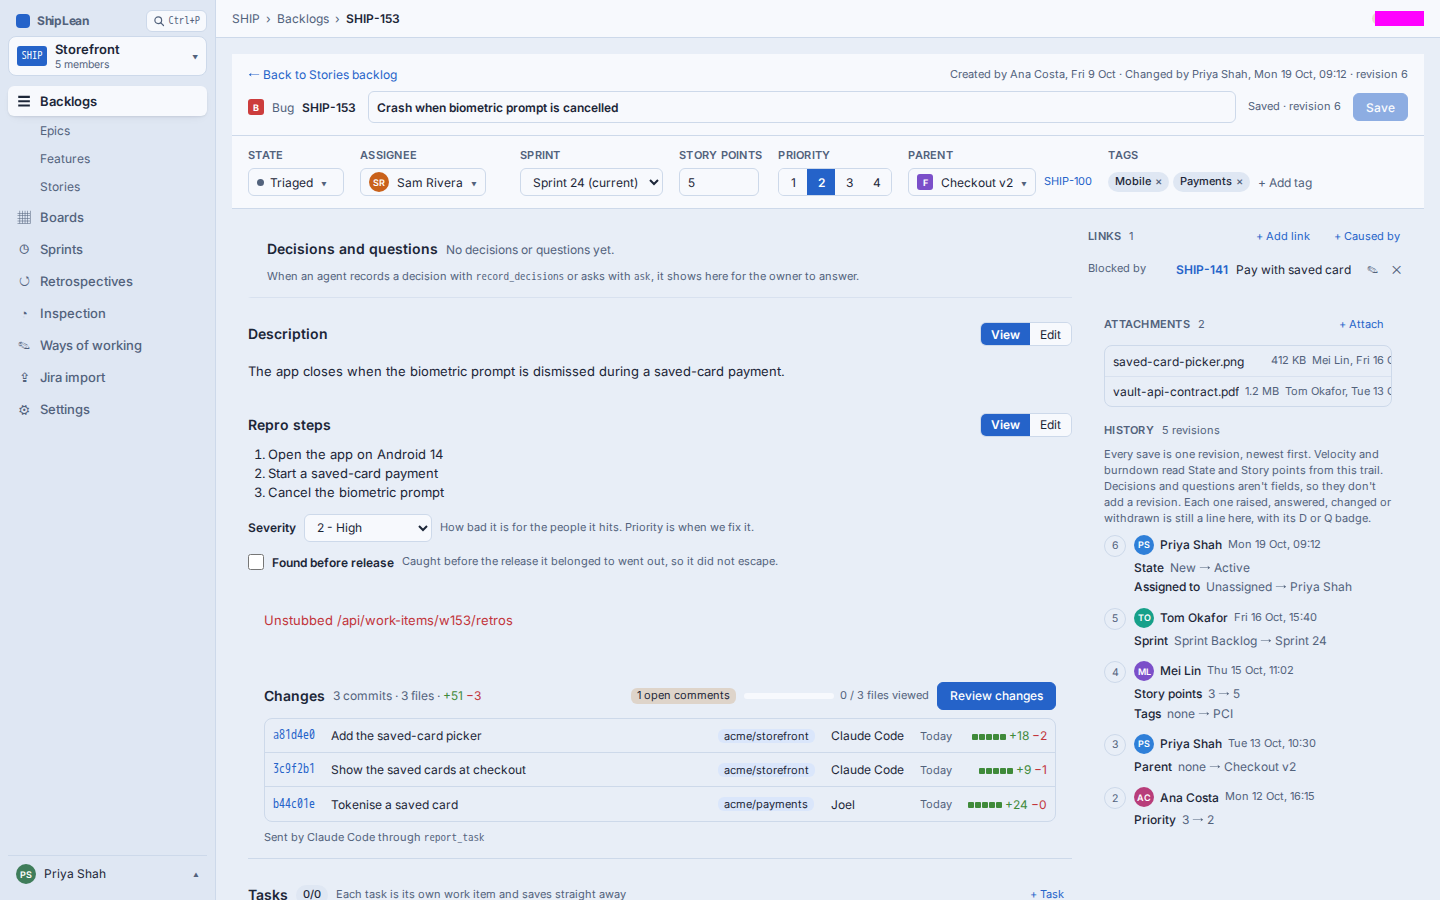 ShipLean
Ctrl+P
SHIP
Storefront
5 members
Backlogs
Epics
Features
Stories
Boards
Sprints
Retrospectives
Inspection
Ways of working
Jira import
Settings
PS Priya Shah
SHIP › Backlogs › SHIP-153
← Back to Stories backlog
Created by Ana Costa, Fri 9 Oct · Changed by Priya Shah, Mon 19 Oct, 09:12 · revision 6
B Bug SHIP-153 Crash when biometric prompt is cancelled Saved · revision 6 Save
STATE ASSIGNEE SPRINT STORY POINTS PRIORITY PARENT TAGS
Triaged SR Sam Rivera Sprint 24 (current) 5 1 2 3 4 F Checkout v2 SHIP-100 Mobile × Payments × + Add tag
Decisions and questions No decisions or questions yet.
When an agent records a decision with record_decisions or asks with ask, it shows here for the owner to answer.
Description View Edit
The app closes when the biometric prompt is dismissed during a saved-card payment.
Repro steps View Edit
1. Open the app on Android 14
2. Start a saved-card payment
3. Cancel the biometric prompt
Severity 2 - High How bad it is for the people it hits. Priority is when we fix it.
Found before release Caught before the release it belonged to went out, so it did not escape.
Unstubbed /api/work-items/w153/retros
Changes 3 commits · 3 files · +51 −3 1 open comments 0 / 3 files viewed Review changes
a81d4e0 Add the saved-card picker acme/storefront Claude Code Today +18 −2
3c9f2b1 Show the saved cards at checkout acme/storefront Claude Code Today +9 −1
b44c01e Tokenise a saved card acme/payments Joel Today +24 −0
Sent by Claude Code through report_task
Tasks 0/0 Each task is its own work item and saves straight away + Task
LINKS 1 + Add link + Caused by
Blocked by SHIP-141 Pay with saved card
ATTACHMENTS 2 + Attach
saved-card-picker.png 412 KB Mei Lin, Fri 16
vault-api-contract.pdf 1.2 MB Tom Okafor, Tue 13
HISTORY 5 revisions
Every save is one revision, newest first. Velocity and
burndown read State and Story points from this trail.
Decisions and questions aren't fields, so they don't
add a revision. Each one raised, answered, changed or
withdrawn is still a line here, with its D or Q badge.
6 PS Priya Shah Mon 19 Oct, 09:12
State New → Active
Assigned to Unassigned → Priya Shah
5 TO Tom Okafor Fri 16 Oct, 15:40
Sprint Sprint Backlog → Sprint 24
4 ML Mei Lin Thu 15 Oct, 11:02
Story points 3 → 5
Tags none → PCI
3 PS Priya Shah Tue 13 Oct, 10:30
Parent none → Checkout v2
2 AC Ana Costa Mon 12 Oct, 16:15
Priority 3 → 2